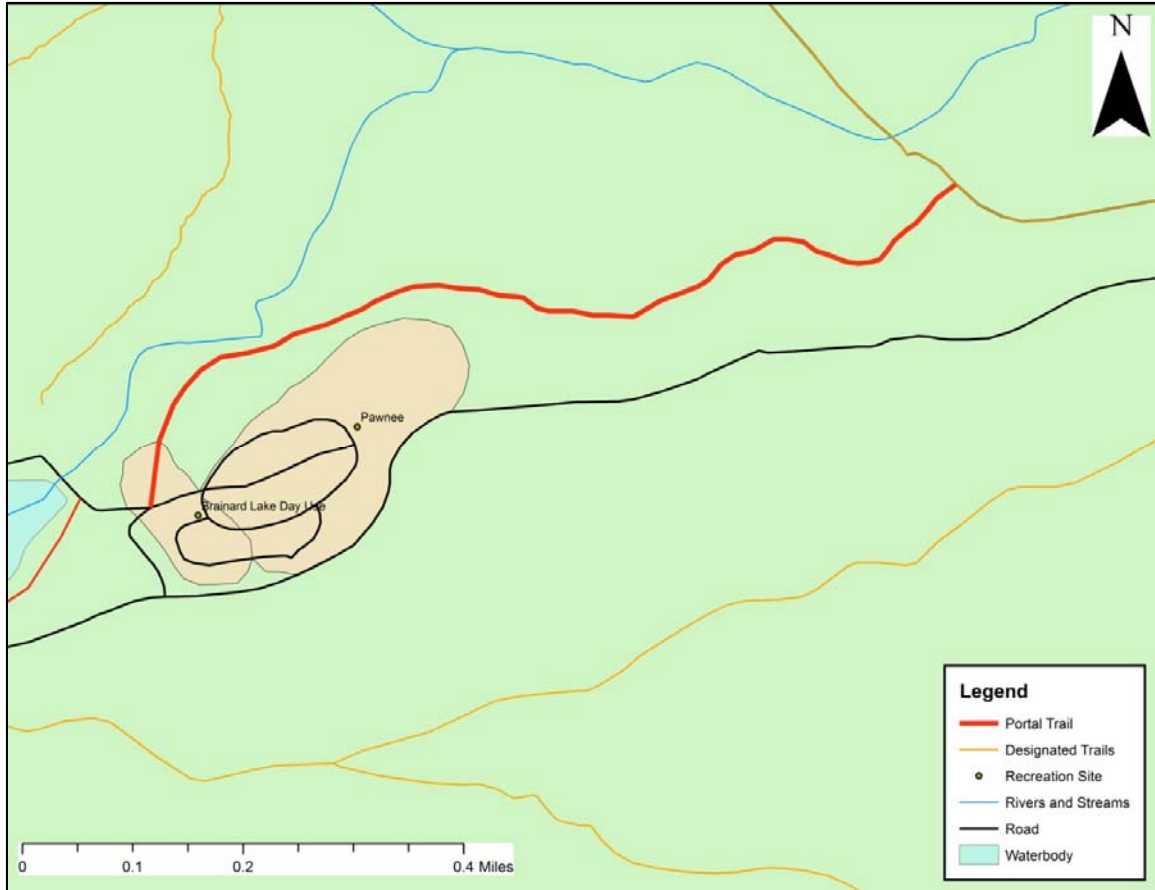 N
Pawnee
Brainard Lake Day Use
Legend
Portal Trail
Designated Trails
Recreation Site
Rivers and Streams
Road
Waterbody
0 0.1 0.2 0.4 Miles